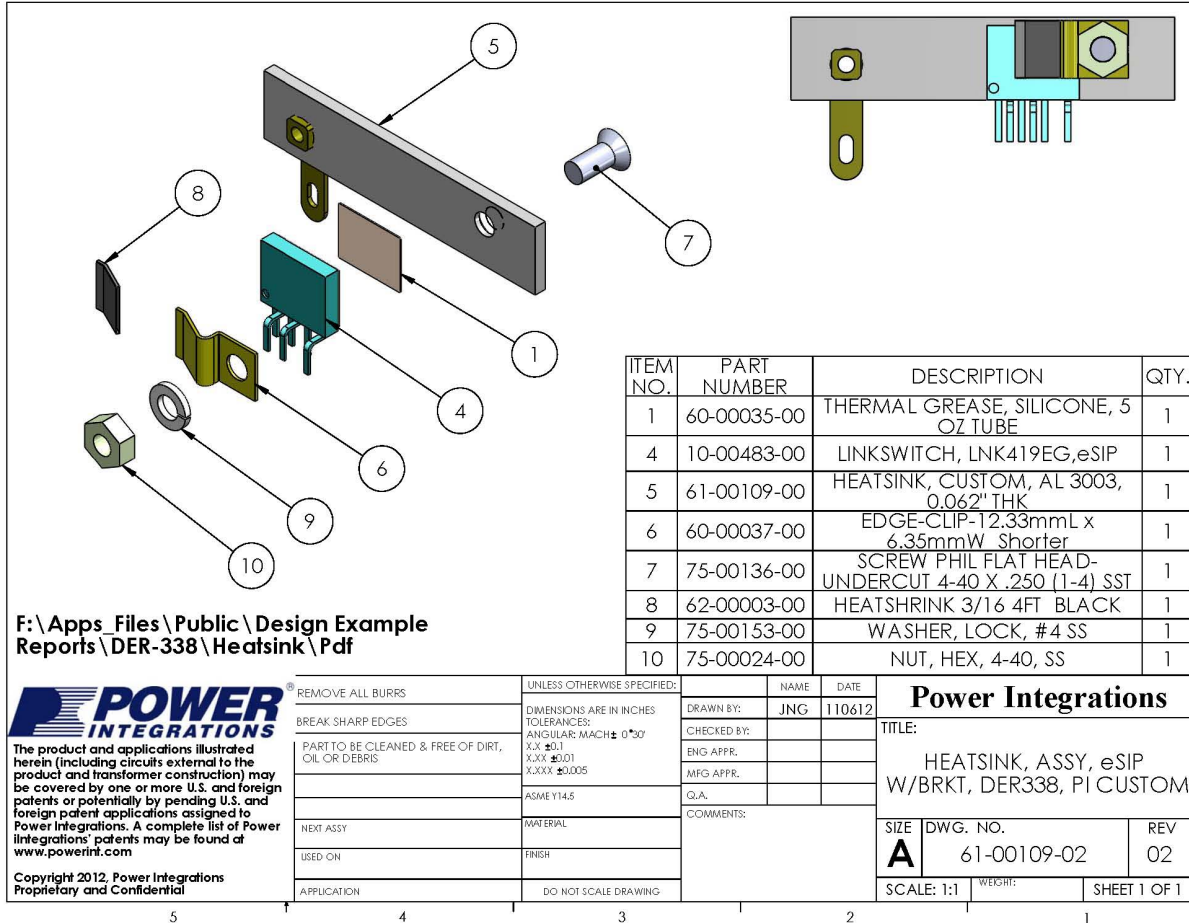 5
8
7
1
4
6
9
10
ITEM NO.
PART NUMBER
DESCRIPTION
QTY.
1
60-00035-00
THERMAL GREASE, SILICONE, 5
OZ TUBE
1
4
10-00483-00
LINKSWITCH, LNK419EG,eSIP
1
5
61-00109-00
HEATSINK, CUSTOM, AL 3003,
0.062" THK
1
6
60-00037-00
EDGE-CLIP-12.33mmL x
6.35mmW Shorter
1
7
75-00136-00
SCREW PHIL FLAT HEAD-
UNDERCUT 4-40 X .250 (1-4) SST
1
8
62-00003-00
HEATSHRINK 3/16 4FT BLACK
1
9
75-00153-00
WASHER, LOCK, #4 SS
1
10
75-00024-00
NUT, HEX, 4-40, SS
1
F:\Apps_Files\Public\Design Example
Reports\DER-338\Heatsink\Pdf
POWER
INTEGRATIONS
®
The product and applications illustrated
herein (including circuits external to the
product and transformer construction) may
be covered by one or more U.S. and foreign
patents or potentially by pending U.S. and
foreign patent applications assigned to
Power Integrations. A complete list of Power
iIntegrations' patents may be found at
www.powerint.com
Copyright 2012, Power Integrations
Proprietary and Confidential
REMOVE ALL BURRS
BREAK SHARP EDGES
PART TO BE CLEANED & FREE OF DIRT,
OIL OR DEBRIS
NEXT ASSY
USED ON
APPLICATION
UNLESS OTHERWISE SPECIFIED:
DIMENSIONS ARE IN INCHES
TOLERANCES:
ANGULAR: MACH± 0°30'
X.X ±0.1
X.XX ±0.01
X.XXX ±0.005
ASME Y14.5
MATERIAL
FINISH
DO NOT SCALE DRAWING
NAME
DATE
DRAWN BY:
JNG
110612
CHECKED BY:
ENG APPR.
MFG APPR.
Q.A.
COMMENTS:
Power Integrations
TITLE:
HEATSINK, ASSY, eSIP
W/BRKT, DER338, PI CUSTOM
SIZE
A
DWG. NO.
61-00109-02
REV
02
SCALE: 1:1
WEIGHT:
SHEET 1 OF 1
5
4
3
2
1